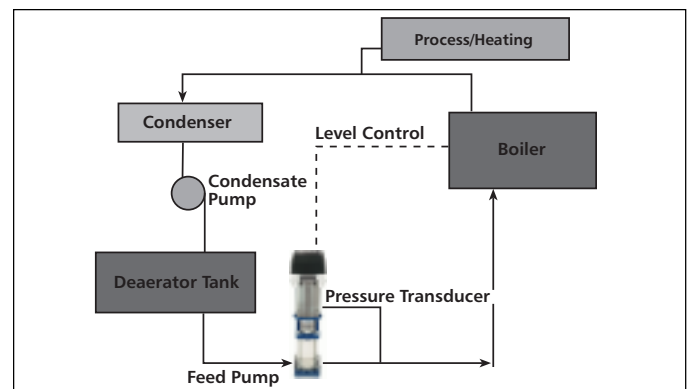 Process/Heating
Condenser
Level Control
Boiler
Condensate
Pump
Deaerator Tank
Pressure Transducer
Feed Pump